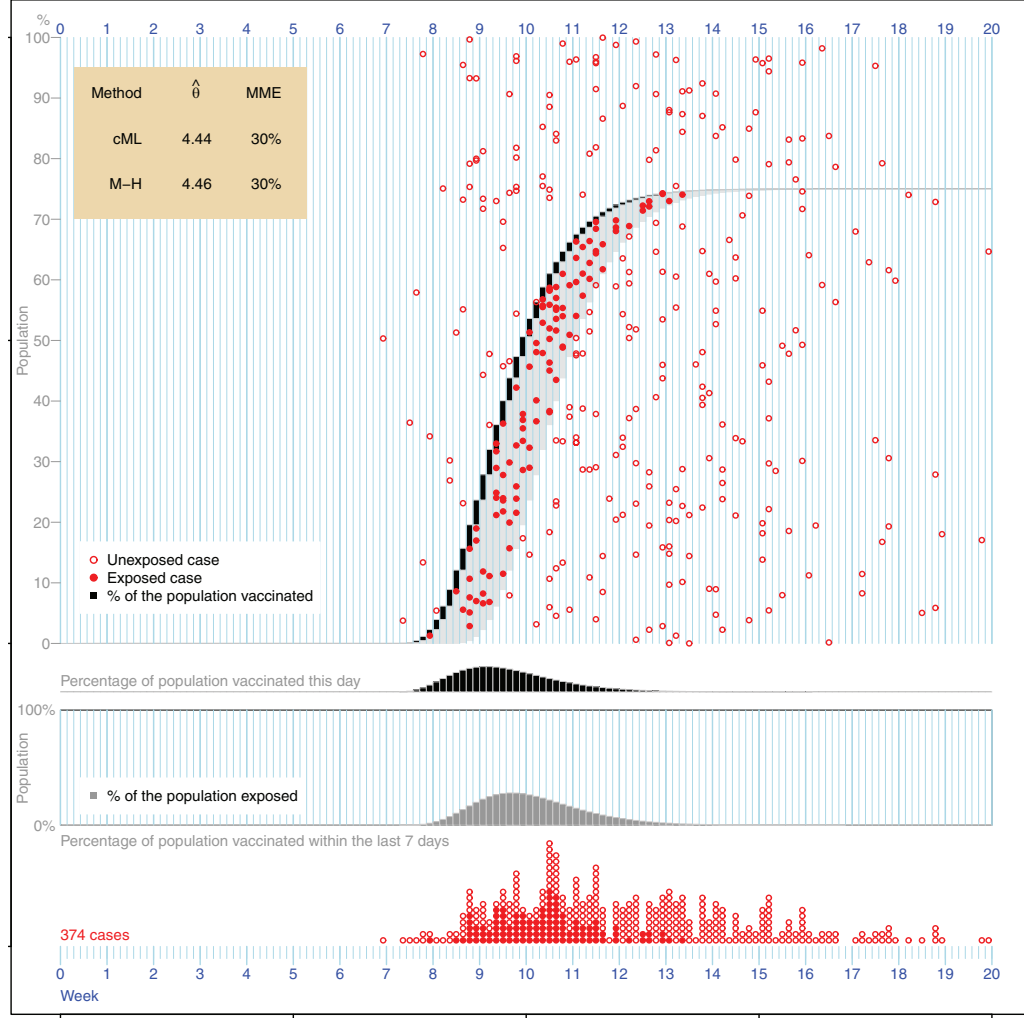 %
0 1 2 3 4 5 6 7 8 9 10 11 12 13 14 15 16 17 18 19 20
100
90
80
70
60
50
40
30
20
10
0
Population
Method θ̂ MME
cML 4.44 30%
M–H 4.46 30%
Unexposed case
Exposed case
% of the population vaccinated
Percentage of population vaccinated this day
100%
Population
% of the population exposed
0%
Percentage of population vaccinated within the last 7 days
374 cases
0 1 2 3 4 5 6 7 8 9 10 11 12 13 14 15 16 17 18 19 20
Week